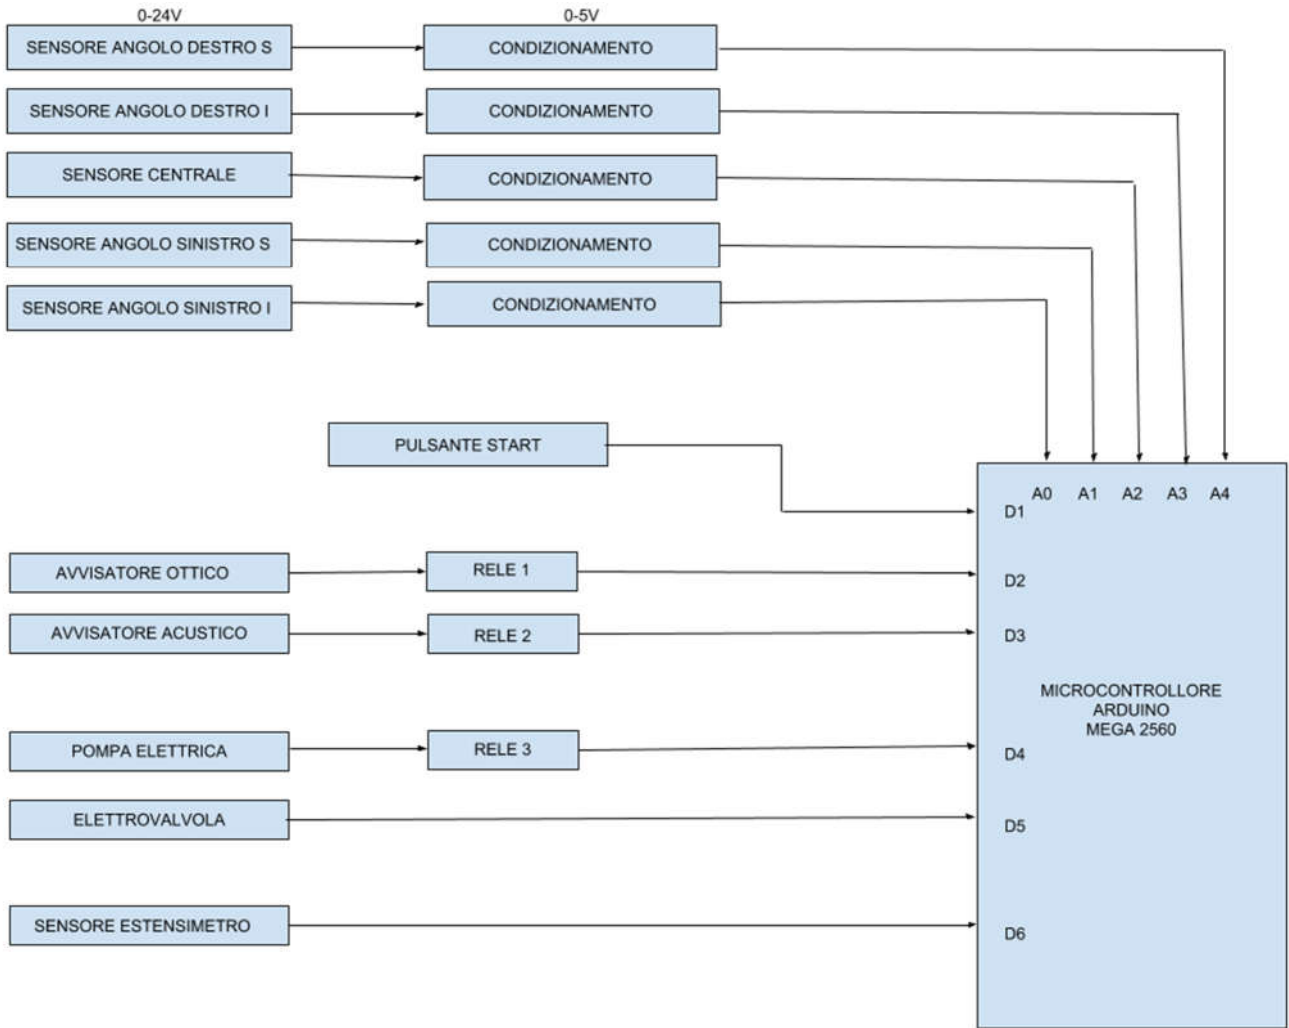 0-24V 0-5V
SENSORE ANGOLO DESTRO S CONDIZIONAMENTO
SENSORE ANGOLO DESTRO I CONDIZIONAMENTO
SENSORE CENTRALE CONDIZIONAMENTO
SENSORE ANGOLO SINISTRO S CONDIZIONAMENTO
SENSORE ANGOLO SINISTRO I CONDIZIONAMENTO
PULSANTE START
A0 A1 A2 A3 A4
D1
AVVISATORE OTTICO RELE 1 D2
AVVISATORE ACUSTICO RELE 2 D3
MICROCONTROLLORE
ARDUINO
MEGA 2560
POMPA ELETTRICA RELE 3 D4
ELETTROVALVOLA D5
SENSORE ESTENSIMETRO D6